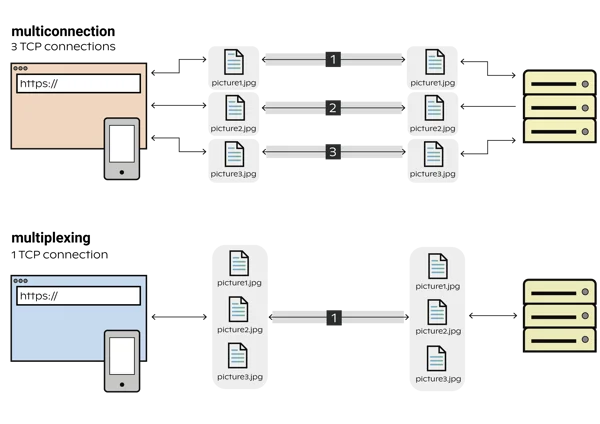 multiconnection
3 TCP connections
https://
picture1.jpg
1
picture1.jpg
picture2.jpg
2
picture2.jpg
picture3.jpg
3
picture3.jpg
multiplexing
1 TCP connection
https://
picture1.jpg
picture2.jpg
picture3.jpg
1
picture1.jpg
picture2.jpg
picture3.jpg